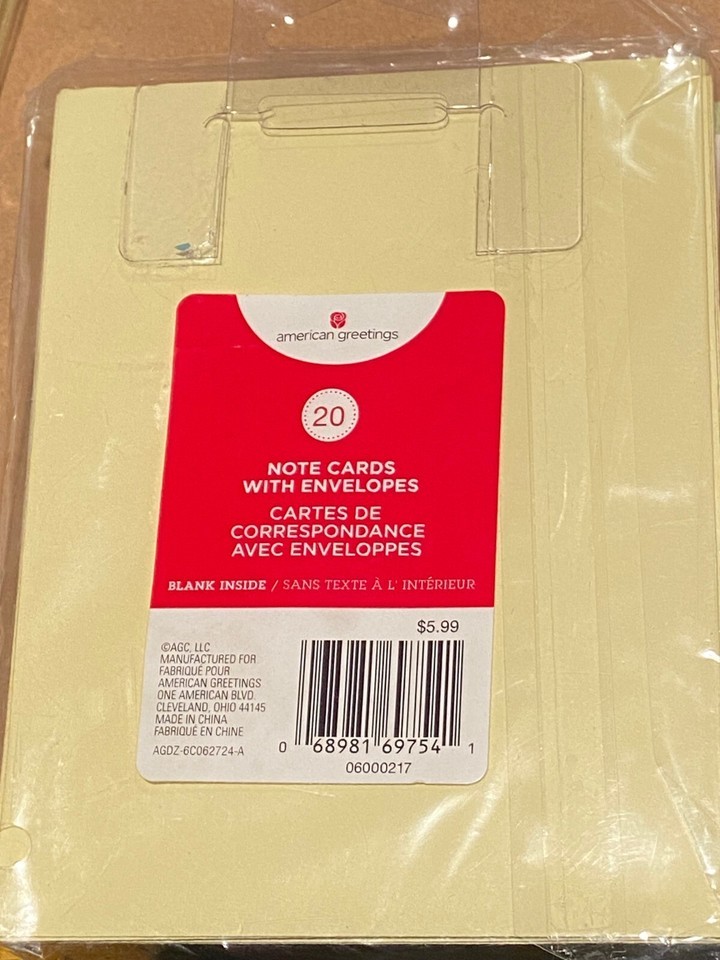 american greetings
20
NOTE CARDS
WITH ENVELOPES
CARTES DE
CORRESPONDANCE
AVEC ENVELOPPES
BLANK INSIDE / SANS TEXTE À L' INTÉRIEUR
$5.99
©AGC, LLC
MANUFACTURED FOR
FABRIQUÉ POUR
AMERICAN GREETINGS
ONE AMERICAN BLVD.
CLEVELAND, OHIO 44145
MADE IN CHINA
FABRIQUÉ EN CHINE
AGDZ-6C062724-A
0 68981 69754 1
06000217